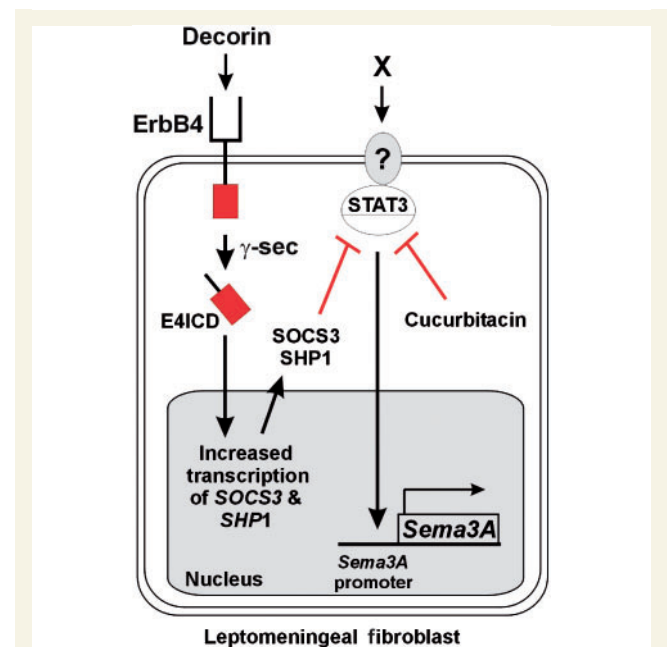 Decorin
X
ErbB4
?
STAT3
γ-sec
E4ICD
SOCS3
SHP1
Cucurbitacin
Increased
transcription
of SOCS3 &
SHP1
Sema3A
Sema3A
promoter
Nucleus
Leptomeningeal fibroblast